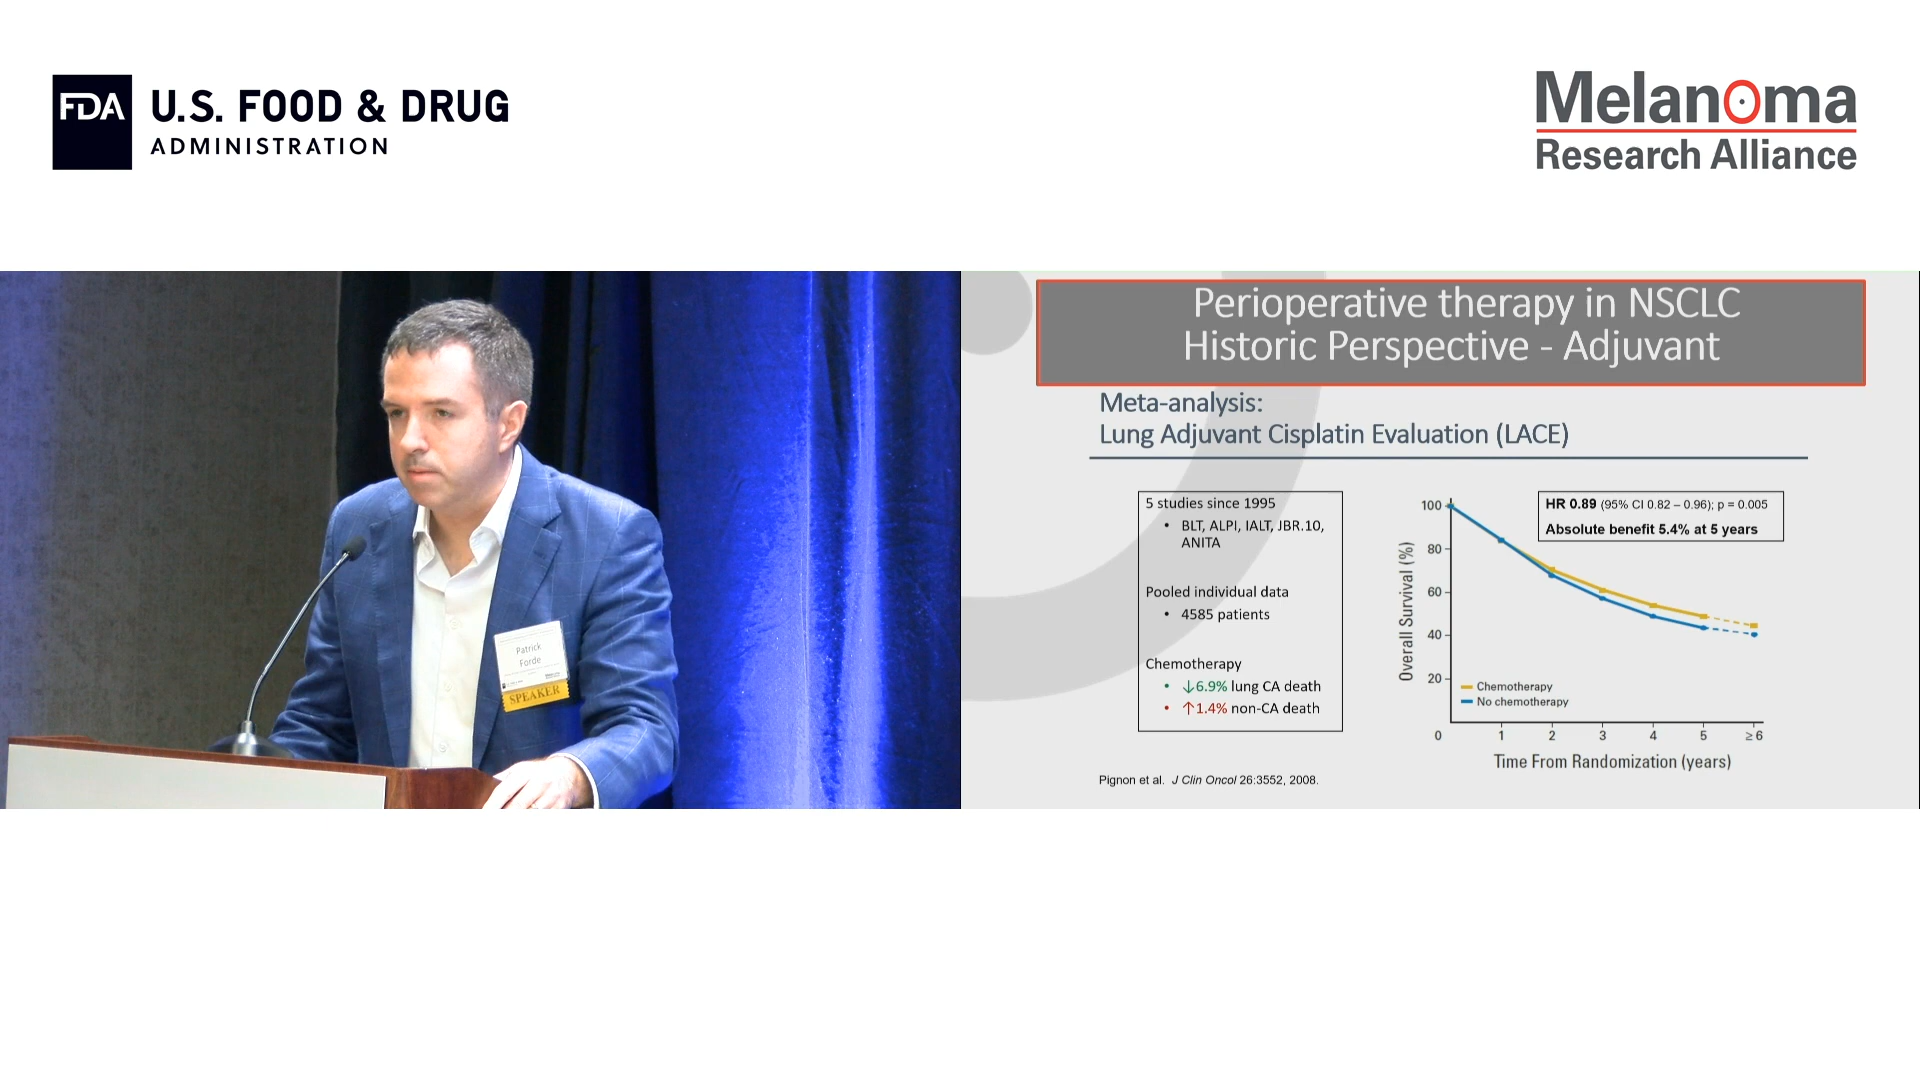 FDA
U.S. FOOD & DRUG
ADMINISTRATION
Melanoma
Research Alliance
Patrick
Forde
SPEAKER
Perioperative therapy in NSCLC
Historic Perspective - Adjuvant
Meta-analysis:
Lung Adjuvant Cisplatin Evaluation (LACE)
5 studies since 1995
• BLT, ALPI, IALT, JBR.10,
ANITA
Pooled individual data
• 4585 patients
Chemotherapy
• ↓6.9% lung CA death
• ↑1.4% non-CA death
HR 0.89 (95% CI 0.82 – 0.96); p = 0.005
Absolute benefit 5.4% at 5 years
Overall Survival (%)
100
80
60
40
20
0
Chemotherapy
No chemotherapy
1 2 3 4 5 ≥6
Time From Randomization (years)
Pignon et al. J Clin Oncol 26:3552, 2008.